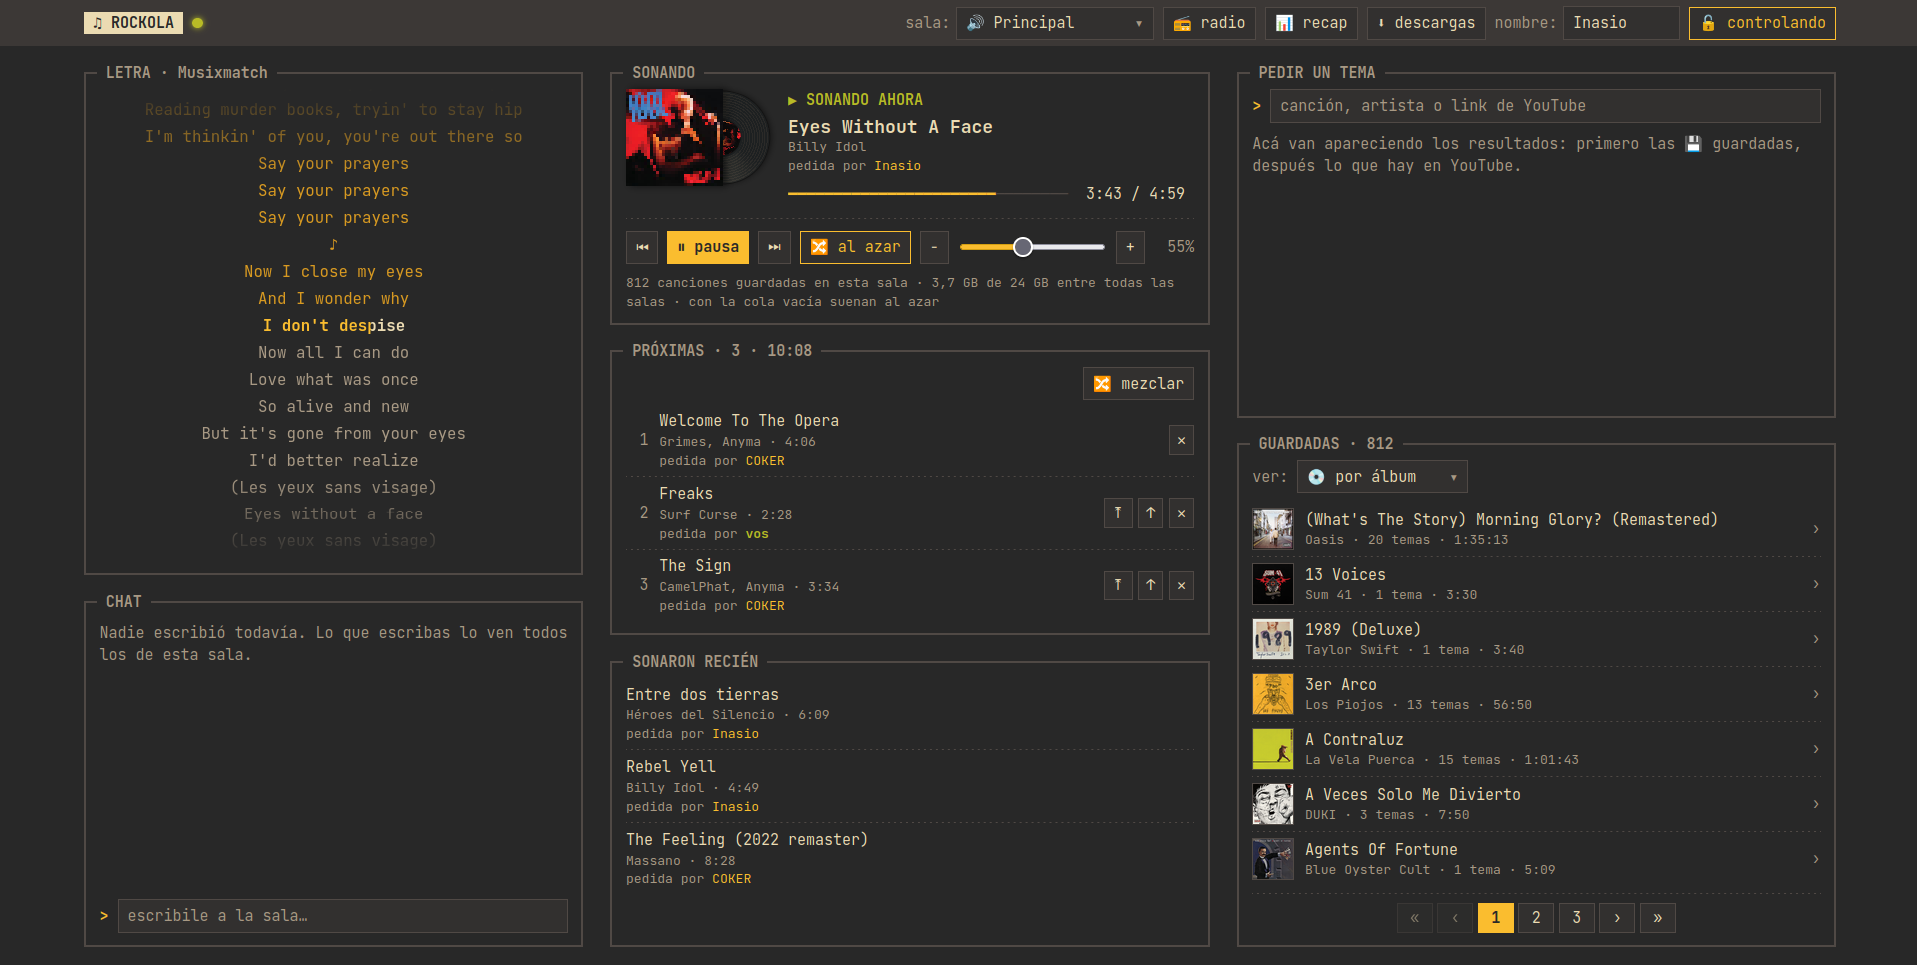 ♫ ROCKOLA
sala: 🔊 Principal ▾ 📻 radio 📊 recap ⬇ descargas nombre: Inasio 🔓 controlando
LETRA · Musixmatch
Reading murder books, tryin' to stay hip
I'm thinkin' of you, you're out there so
Say your prayers
Say your prayers
Say your prayers
♪
Now I close my eyes
And I wonder why
I don't despise
Now all I can do
Love what was once
So alive and new
But it's gone from your eyes
I'd better realize
(Les yeux sans visage)
Eyes without a face
(Les yeux sans visage)
CHAT
Nadie escribió todavía. Lo que escribas lo ven todos
los de esta sala.
> escribile a la sala…
SONANDO
▶ SONANDO AHORA
Eyes Without A Face
Billy Idol
pedida por Inasio
3:43 / 4:59
⏮ ⏸ pausa ⏭ 🔀 al azar - + 55%
812 canciones guardadas en esta sala · 3,7 GB de 24 GB entre todas las
salas · con la cola vacía suenan al azar
PRÓXIMAS · 3 · 10:08
🔀 mezclar
1 Welcome To The Opera
Grimes, Anyma · 4:06
pedida por COKER
×
2 Freaks
Surf Curse · 2:28
pedida por vos
⤒ ↑ ×
3 The Sign
CamelPhat, Anyma · 3:34
pedida por COKER
⤒ ↑ ×
SONARON RECIÉN
Entre dos tierras
Héroes del Silencio · 6:09
pedida por Inasio
Rebel Yell
Billy Idol · 4:49
pedida por Inasio
The Feeling (2022 remaster)
Massano · 8:28
pedida por COKER
PEDIR UN TEMA
> canción, artista o link de YouTube
Acá van apareciendo los resultados: primero las 💾 guardadas,
después lo que hay en YouTube.
GUARDADAS · 812
ver: 💿 por álbum ▾
(What's The Story) Morning Glory? (Remastered)
Oasis · 20 temas · 1:35:13
13 Voices
Sum 41 · 1 tema · 3:30
1989 (Deluxe)
Taylor Swift · 1 tema · 3:40
3er Arco
Los Piojos · 13 temas · 56:50
A Contraluz
La Vela Puerca · 15 temas · 1:01:43
A Veces Solo Me Divierto
DUKI · 3 temas · 7:50
Agents Of Fortune
Blue Oyster Cult · 1 tema · 5:09
« ‹ 1 2 3 › »